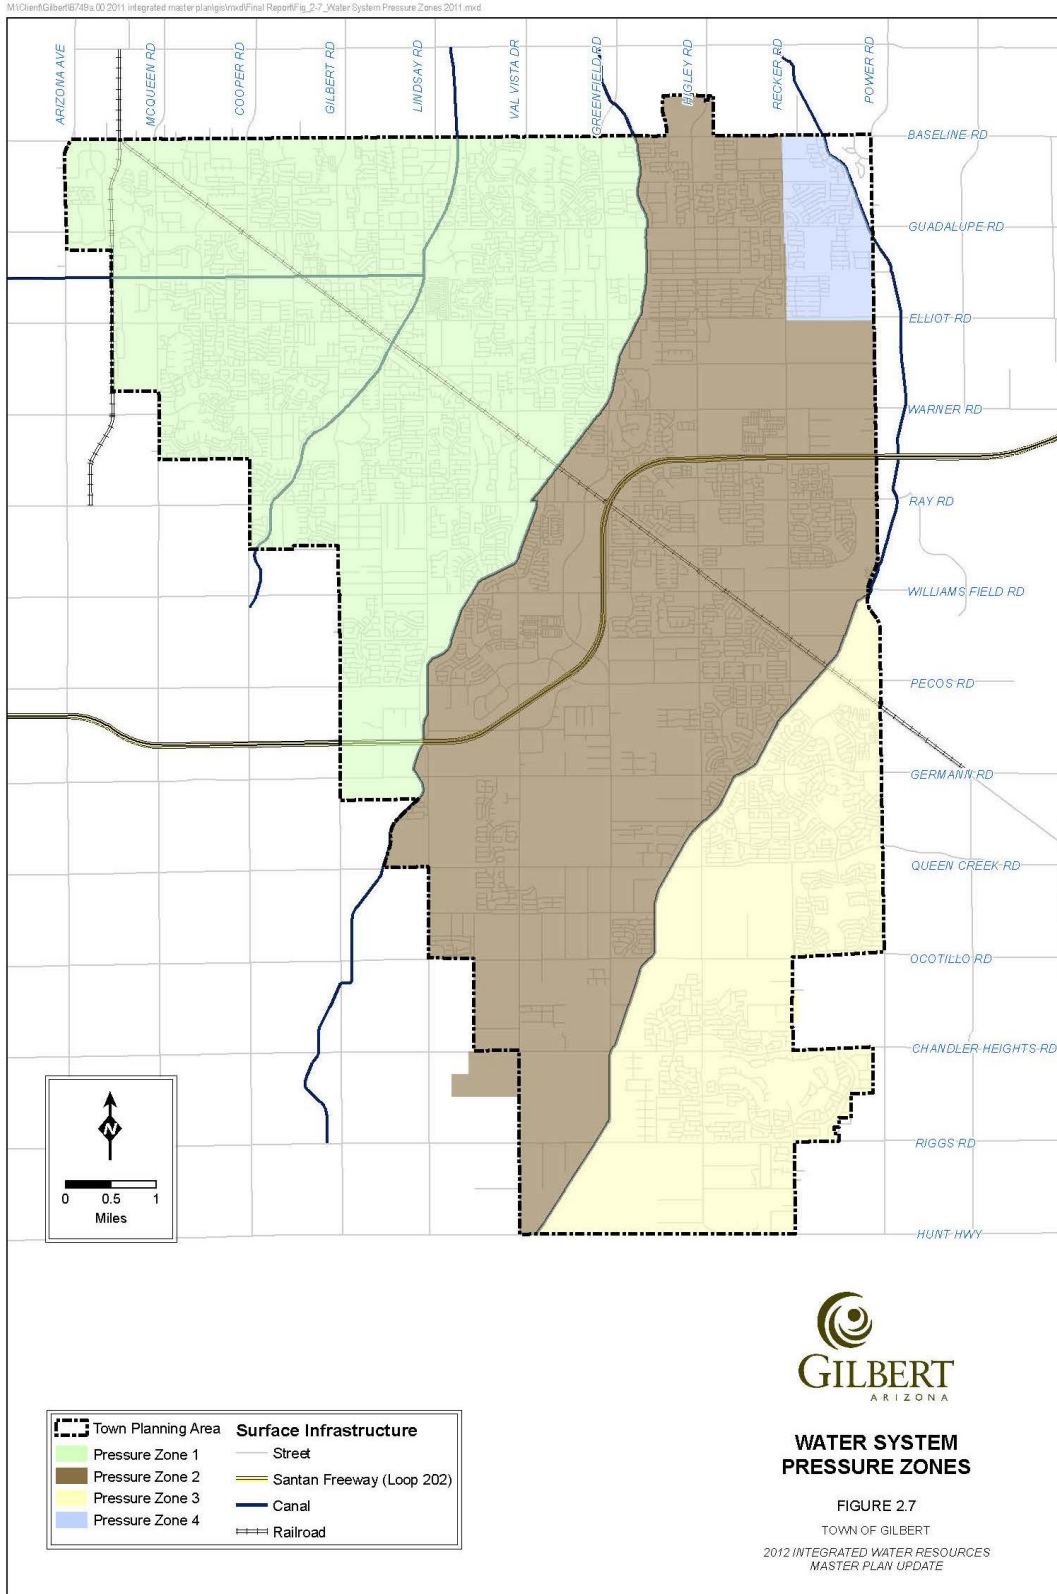 M:\Client\Gilbert\8749a.00 2011 integrated master plan\gis\mxd\Final Report\Fig_2-7_Water System Pressure Zones 2011.mxd
ARIZONA AVE
MCQUEEN RD
COOPER RD
GILBERT RD
LINDSAY RD
VAL VISTA DR
GREENFIELD RD
HIGLEY RD
RECKER RD
POWER RD
BASELINE RD
GUADALUPE RD
ELLIOT RD
WARNER RD
RAY RD
WILLIAMS FIELD RD
PECOS RD
GERMANN RD
QUEEN CREEK RD
OCOTILLO RD
CHANDLER HEIGHTS RD
RIGGS RD
HUNT HWY
N
0 0.5 1
Miles
GILBERT
ARIZONA
WATER SYSTEM
PRESSURE ZONES
FIGURE 2.7
TOWN OF GILBERT
2012 INTEGRATED WATER RESOURCES
MASTER PLAN UPDATE
Town Planning Area
Pressure Zone 1
Pressure Zone 2
Pressure Zone 3
Pressure Zone 4
Surface Infrastructure
Street
Santan Freeway (Loop 202)
Canal
Railroad